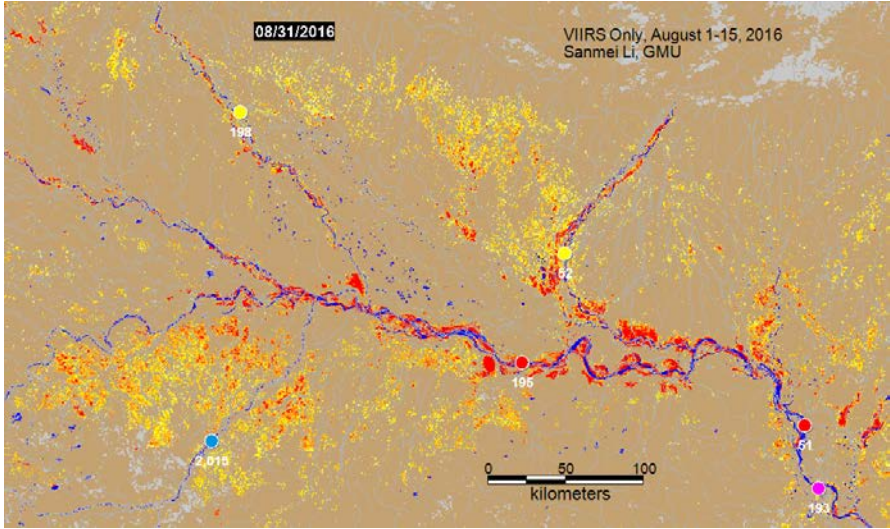 08/31/2016
VIIRS Only, August 1-15, 2016
Sanmei Li, GMU
198
52
195
51
2,015
193
0 50 100
kilometers